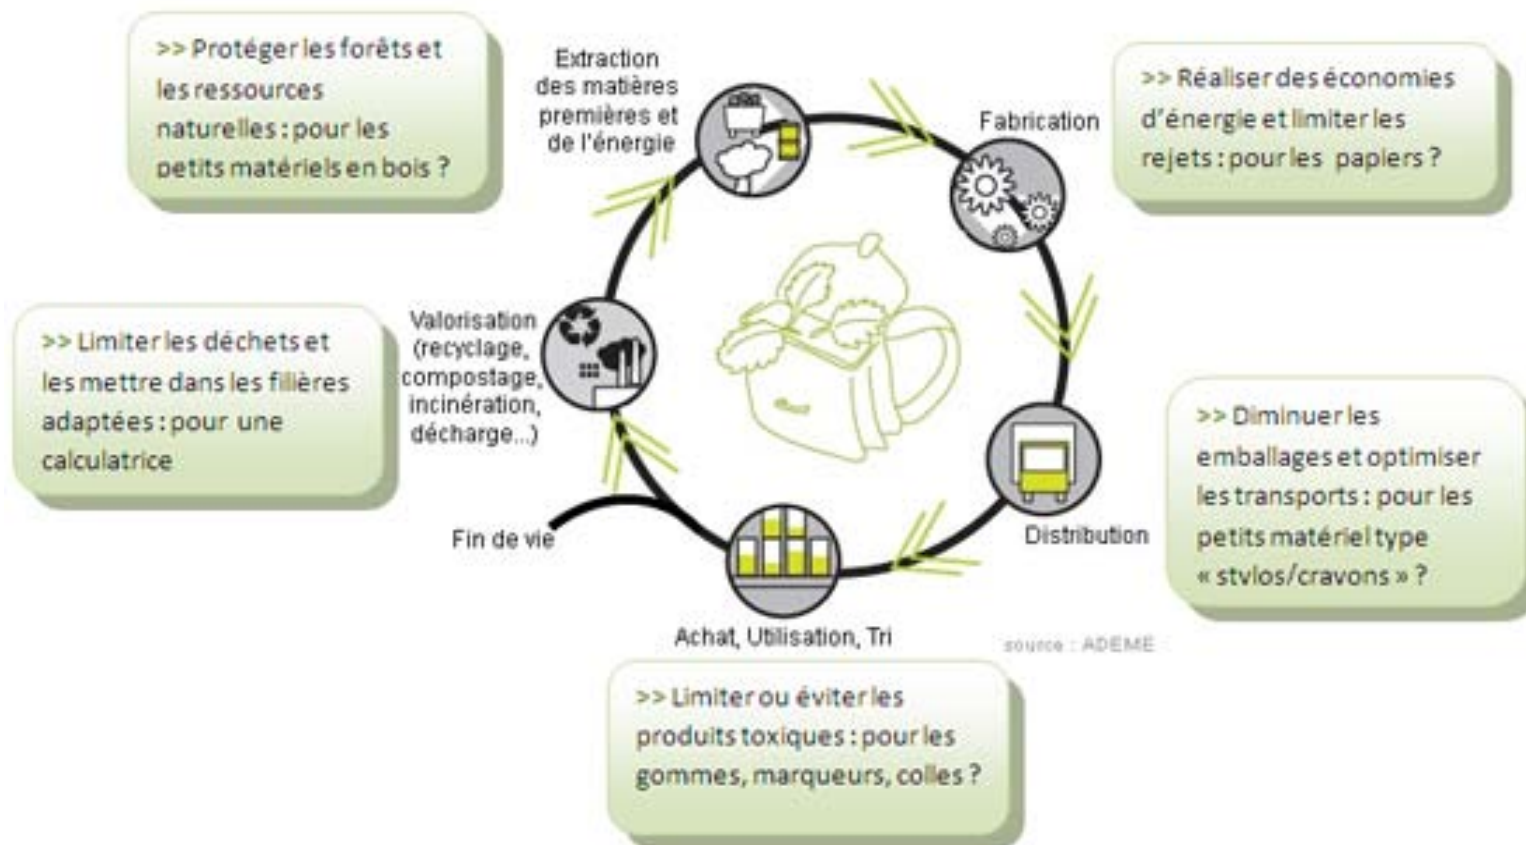 >> Protéger les forêts et
les ressources
naturelles : pour les
petits matériels en bois ?
Extraction
des matières
premières et
de l'énergie
Fabrication
>> Réaliser des économies
d'énergie et limiter les
rejets : pour les papiers ?
>> Limiter les déchets et
les mettre dans les filières
adaptées : pour une
calculatrice
Valorisation
(recyclage,
compostage,
incinération,
décharge...)
>> Diminuer les
emballages et optimiser
les transports : pour les
petits matériel type
« stylos/crayons » ?
Fin de vie
Distribution
Achat, Utilisation, Tri
source : ADEME
>> Limiter ou éviter les
produits toxiques : pour les
gommes, marqueurs, colles ?